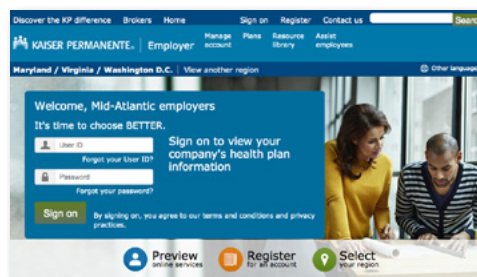 Discover the KP difference Brokers Home Sign on Register Contact us Searc
KAISER PERMANENTE® Employer
Manage account Plans Resource library Assist employees
Maryland / Virginia / Washington D.C. View another region Other language
Welcome, Mid-Atlantic employers
It's time to choose BETTER.
User ID
Forgot your User ID?
Password
Forgot your password?
Sign on to view your
company's health plan
information
Sign on
By signing on, you agree to our terms and conditions and privacy
practices.
Preview
online services
Register
for an account
Select
your region